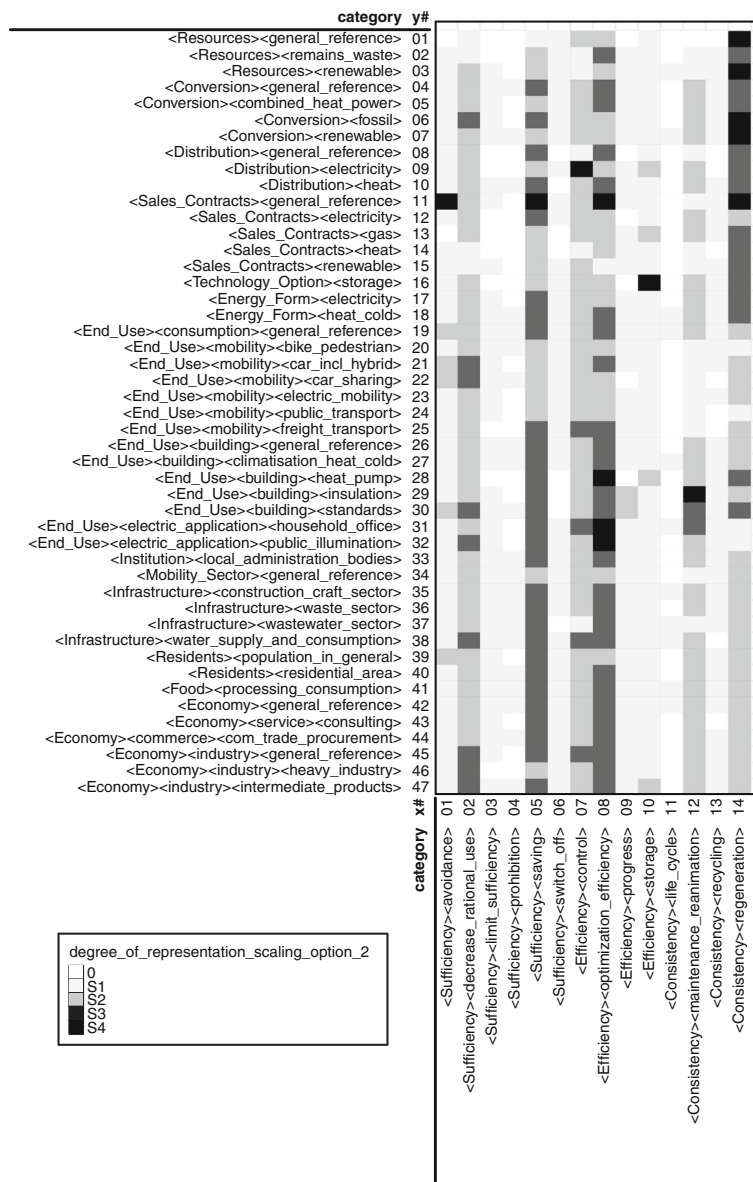 category y#
<Resources><general_reference> 01
<Resources><remains_waste> 02
<Resources><renewable> 03
<Conversion><general_reference> 04
<Conversion><combined_heat_power> 05
<Conversion><fossil> 06
<Conversion><renewable> 07
<Distribution><general_reference> 08
<Distribution><electricity> 09
<Distribution><heat> 10
<Sales_Contracts><general_reference> 11
<Sales_Contracts><electricity> 12
<Sales_Contracts><gas> 13
<Sales_Contracts><heat> 14
<Sales_Contracts><renewable> 15
<Technology_Option><storage> 16
<Energy_Form><electricity> 17
<Energy_Form><heat_cold> 18
<End_Use><consumption><general_reference> 19
<End_Use><mobility><bike_pedestrian> 20
<End_Use><mobility><car_incl_hybrid> 21
<End_Use><mobility><car_sharing> 22
<End_Use><mobility><electric_mobility> 23
<End_Use><mobility><public_transport> 24
<End_Use><mobility><freight_transport> 25
<End_Use><building><general_reference> 26
<End_Use><building><climatisation_heat_cold> 27
<End_Use><building><heat_pump> 28
<End_Use><building><insulation> 29
<End_Use><building><standards> 30
<End_Use><electric_application><household_office> 31
<End_Use><electric_application><public_illumination> 32
<Institution><local_administration_bodies> 33
<Mobility_Sector><general_reference> 34
<Infrastructure><construction_craft_sector> 35
<Infrastructure><waste_sector> 36
<Infrastructure><wastewater_sector> 37
<Infrastructure><water_supply_and_consumption> 38
<Residents><population_in_general> 39
<Residents><residential_area> 40
<Food><processing_consumption> 41
<Economy><general_reference> 42
<Economy><service><consulting> 43
<Economy><commerce><com_trade_procurement> 44
<Economy><industry><general_reference> 45
<Economy><industry><heavy_industry> 46
<Economy><industry><intermediate_products> 47
category x#
<Sufficiency><avoidance> 01
<Sufficiency><decrease_rational_use> 02
<Sufficiency><limit_sufficiency> 03
<Sufficiency><prohibition> 04
<Sufficiency><saving> 05
<Sufficiency><switch_off> 06
<Efficiency><control> 07
<Efficiency><optimization_efficiency> 08
<Efficiency><progress> 09
<Efficiency><storage> 10
<Consistency><life_cycle> 11
<Consistency><maintenance_reanimation> 12
<Consistency><recycling> 13
<Consistency><regeneration> 14
degree_of_representation_scaling_option_2
0
S1
S2
S3
S4